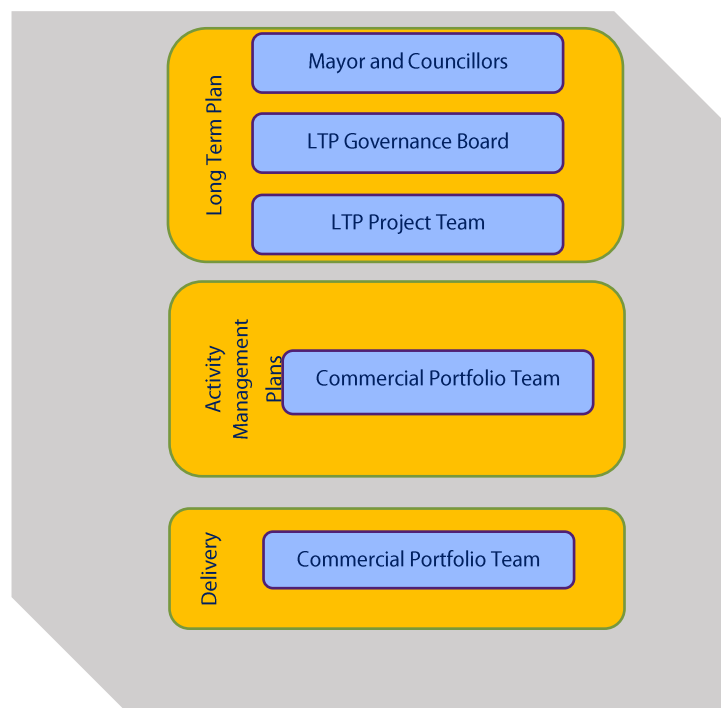 Long Term Plan
Mayor and Councillors
LTP Governance Board
LTP Project Team
Activity
Management
Plans
Commercial Portfolio Team
Delivery
Commercial Portfolio Team